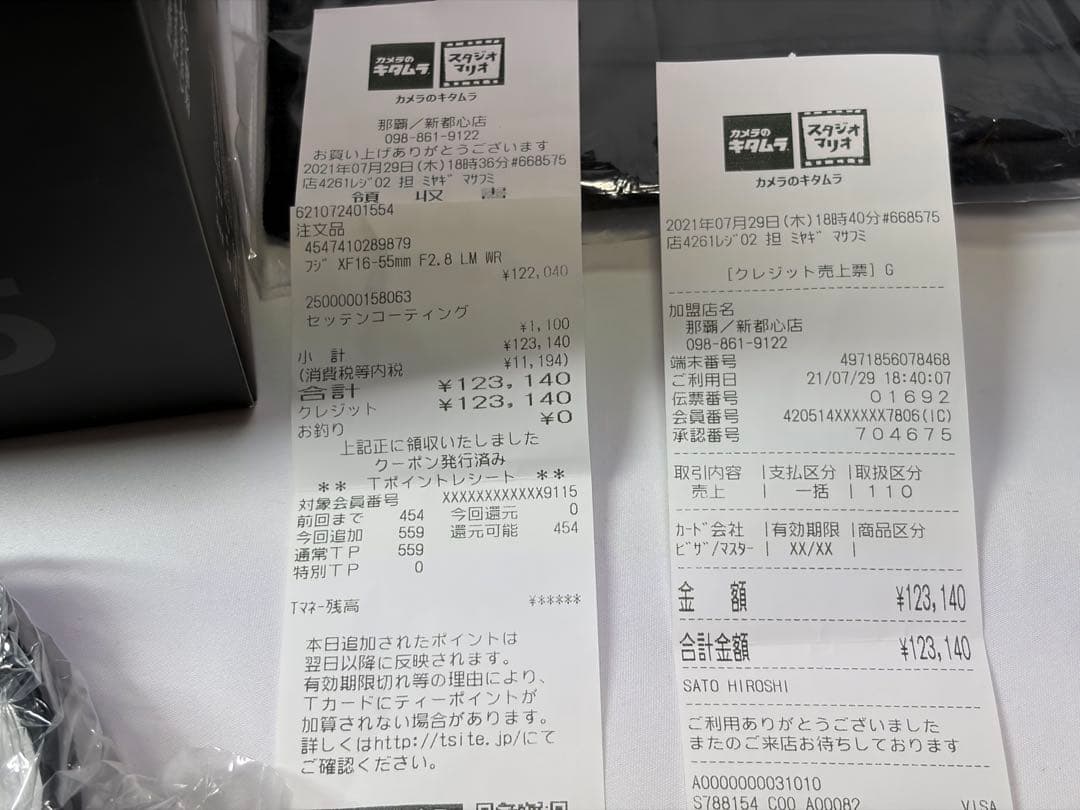 カメラの
キタムラ
スタジオ
マリオ
カメラのキタムラ
那覇/新都心店
098-861-9122
お買い上げありがとうございます
2021年07月29日(木)18時36分#668575
店4261レジ02 担 ミヤギ マサフミ
領 収 書
621072401554
注文品
4547410289879
フジ XF16-55mm F2.8 LM WR
¥122,040
2500000158063
セッテンコーティング
¥1,100
小 計 ¥123,140
(消費税等内税 ¥11,194)
合計 ¥123,140
クレジット ¥123,140
お釣り ¥0
上記正に領収いたしました
クーポン発行済み
** Tポイントレシート **
対象会員番号 XXXXXXXXXXXX9115
前回まで 454 今回還元 0
今回追加 559 還元可能 454
通常TP 559
特別TP 0
Tマネー残高 ¥*****
本日追加されたポイントは
翌日以降に反映されます。
有効期限切れ等の理由により、
Tカードにティーポイントが
加算されない場合があります。
詳しくはhttp://tsite.jp/にて
ご確認ください。
カメラの
キタムラ
スタジオ
マリオ
カメラのキタムラ
2021年07月29日(木)18時40分#668575
店4261レジ02 担 ミヤギ マサフミ
[クレジット売上票] G
加盟店名
那覇/新都心店
098-861-9122
端末番号 4971856078468
ご利用日 21/07/29 18:40:07
伝票番号 01692
会員番号 420514XXXXXX7806(IC)
承認番号 704675
取引内容 |支払区分 |取扱区分
売上 | 一括 | 110
カード会社 |有効期限 |商品区分
ビザ/マスター | XX/XX |
金 額 ¥123,140
合計金額 ¥123,140
SATO HIROSHI
ご利用ありがとうございました
またのご来店お待ちしております
A0000000031010
S788154 C00 A00082 VISA